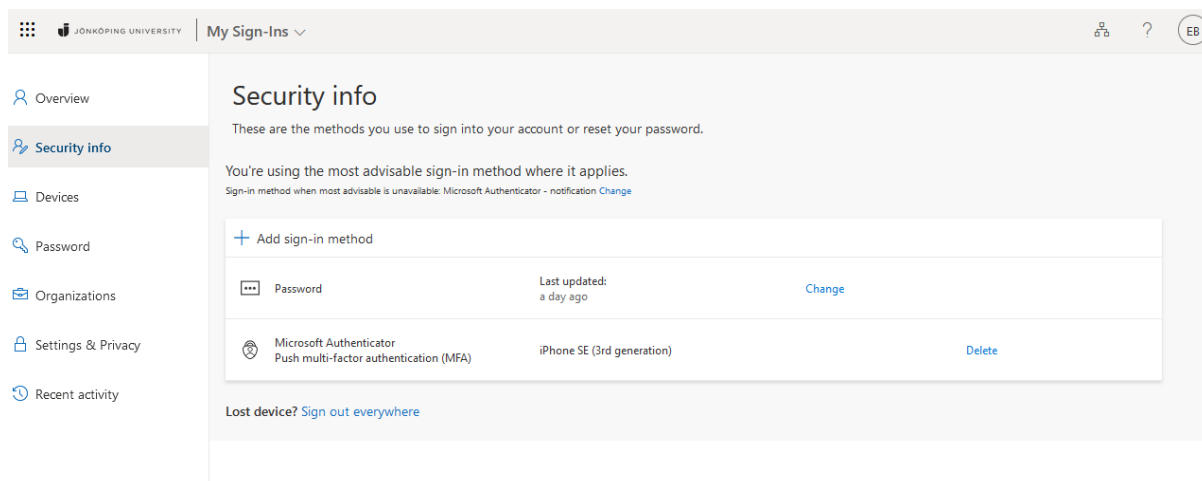 JÖNKÖPING UNIVERSITY
My Sign-Ins
?
EB
Overview
Security info
Devices
Password
Organizations
Settings & Privacy
Recent activity
Security info
These are the methods you use to sign into your account or reset your password.
You're using the most advisable sign-in method where it applies.
Sign-in method when most advisable is unavailable: Microsoft Authenticator - notification Change
+ Add sign-in method
Password
Last updated:
a day ago
Change
Microsoft Authenticator
Push multi-factor authentication (MFA)
iPhone SE (3rd generation)
Delete
Lost device? Sign out everywhere